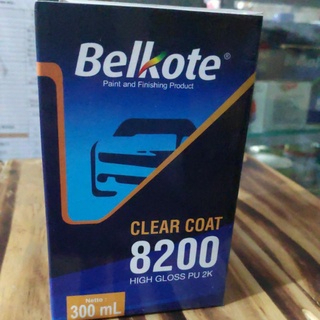 Belkote®
Paint and Finishing Product
CLEAR COAT
8200
HIGH GLOSS PU 2K
Netto :
300 mL